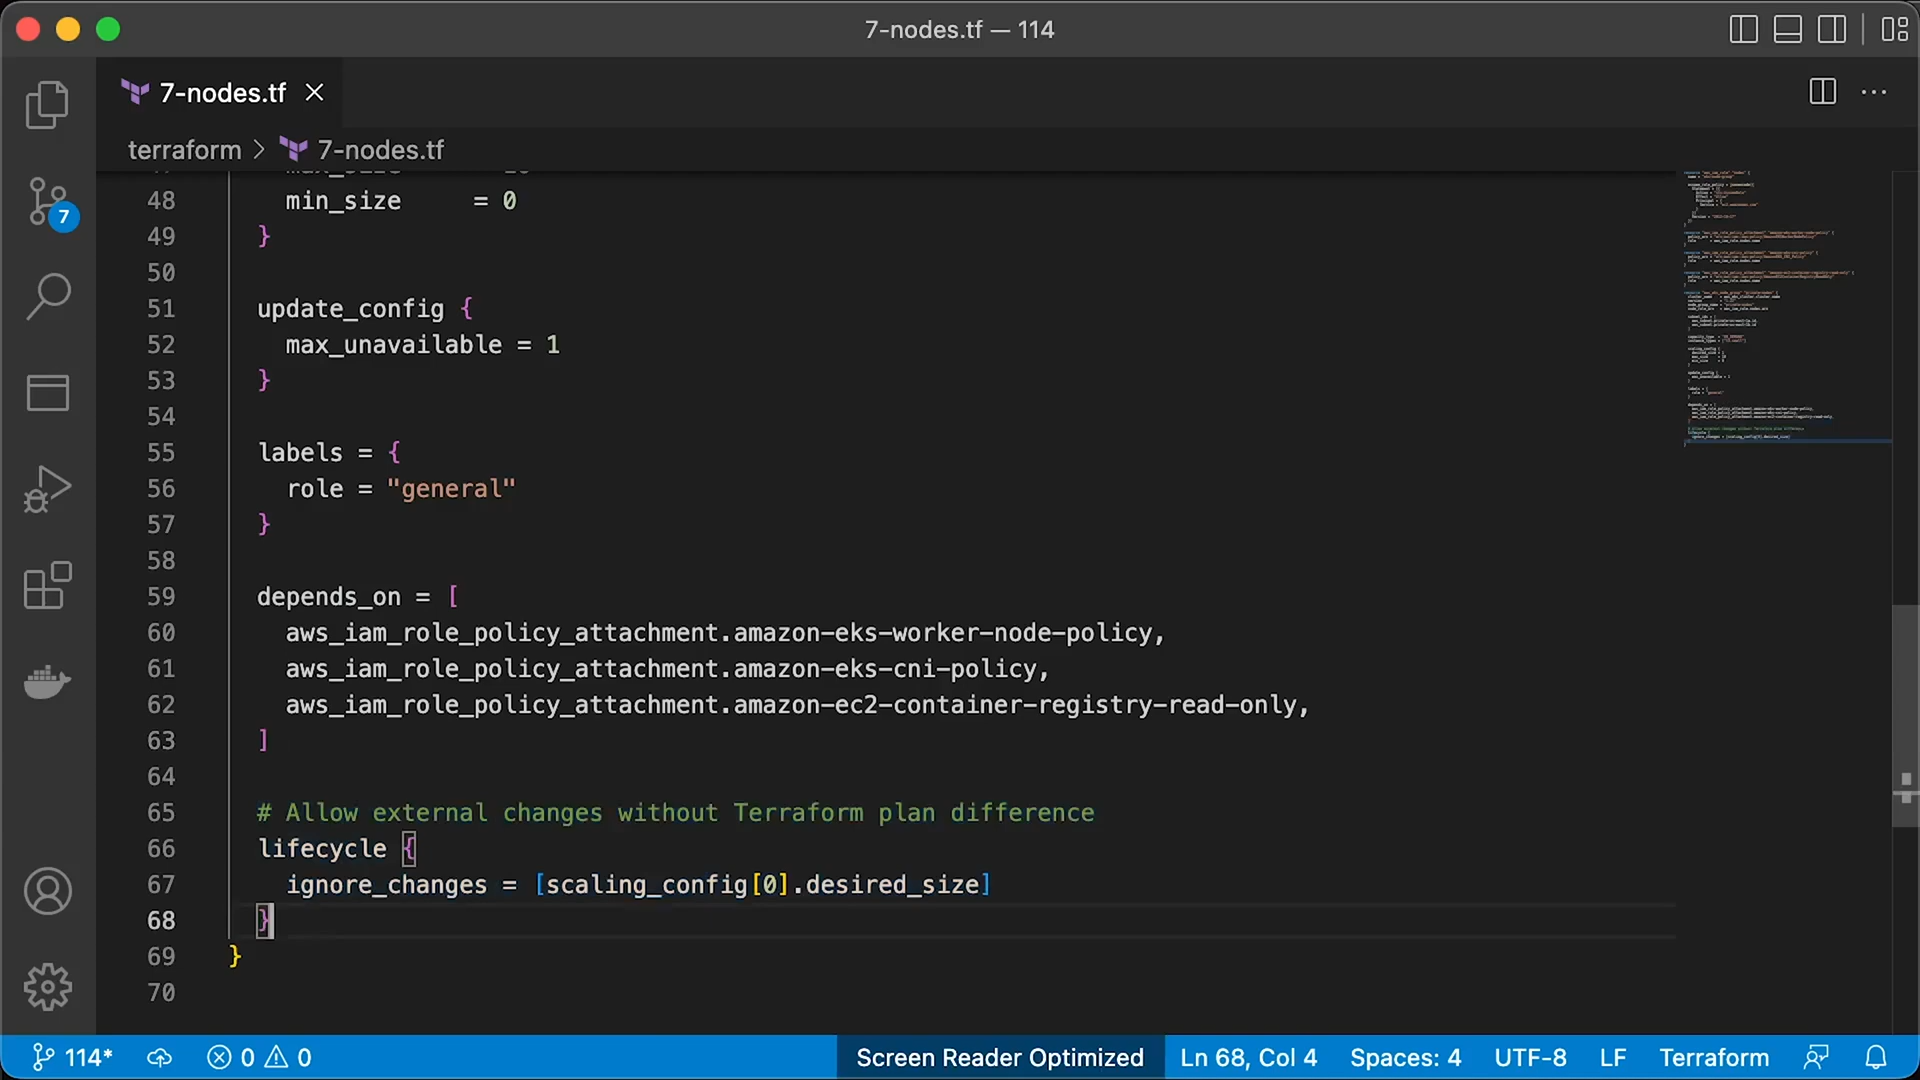 7-nodes.tf — 114
7-nodes.tf
terraform > 7-nodes.tf
48 min_size = 0
49 }
50
51 update_config {
52 max_unavailable = 1
53 }
54
55 labels = {
56 role = "general"
57 }
58
59 depends_on = [
60 aws_iam_role_policy_attachment.amazon-eks-worker-node-policy,
61 aws_iam_role_policy_attachment.amazon-eks-cni-policy,
62 aws_iam_role_policy_attachment.amazon-ec2-container-registry-read-only,
63 ]
64
65 # Allow external changes without Terraform plan difference
66 lifecycle {
67 ignore_changes = [scaling_config[0].desired_size]
68 }
69 }
70
7
114* 0 0 Screen Reader Optimized Ln 68, Col 4 Spaces: 4 UTF-8 LF Terraform